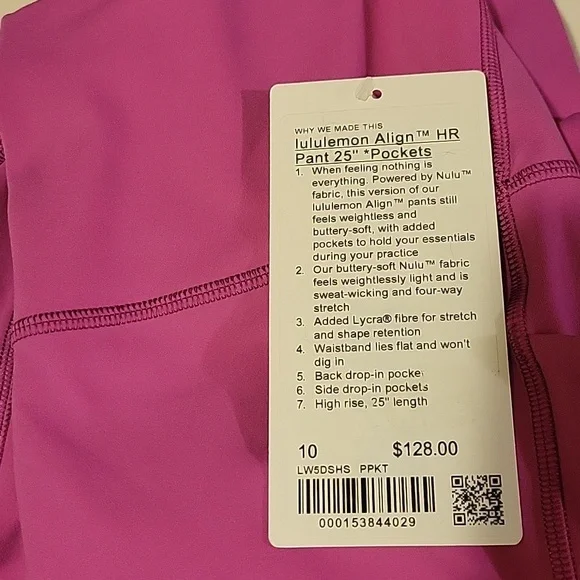 WHY WE MADE THIS
lululemon Align™ HR
Pant 25" *Pockets
1. When feeling nothing is
everything. Powered by Nulu™
fabric, this version of our
lululemon Align™ pants still
feels weightless and
buttery-soft, with added
pockets to hold your essentials
during your practice
2. Our buttery-soft Nulu™ fabric
feels weightlessly light and is
sweat-wicking and four-way
stretch
3. Added Lycra® fibre for stretch
and shape retention
4. Waistband lies flat and won't
dig in
5. Back drop-in pocket
6. Side drop-in pockets
7. High rise, 25" length
10 $128.00
LW5DSHS PPKT
000153844029